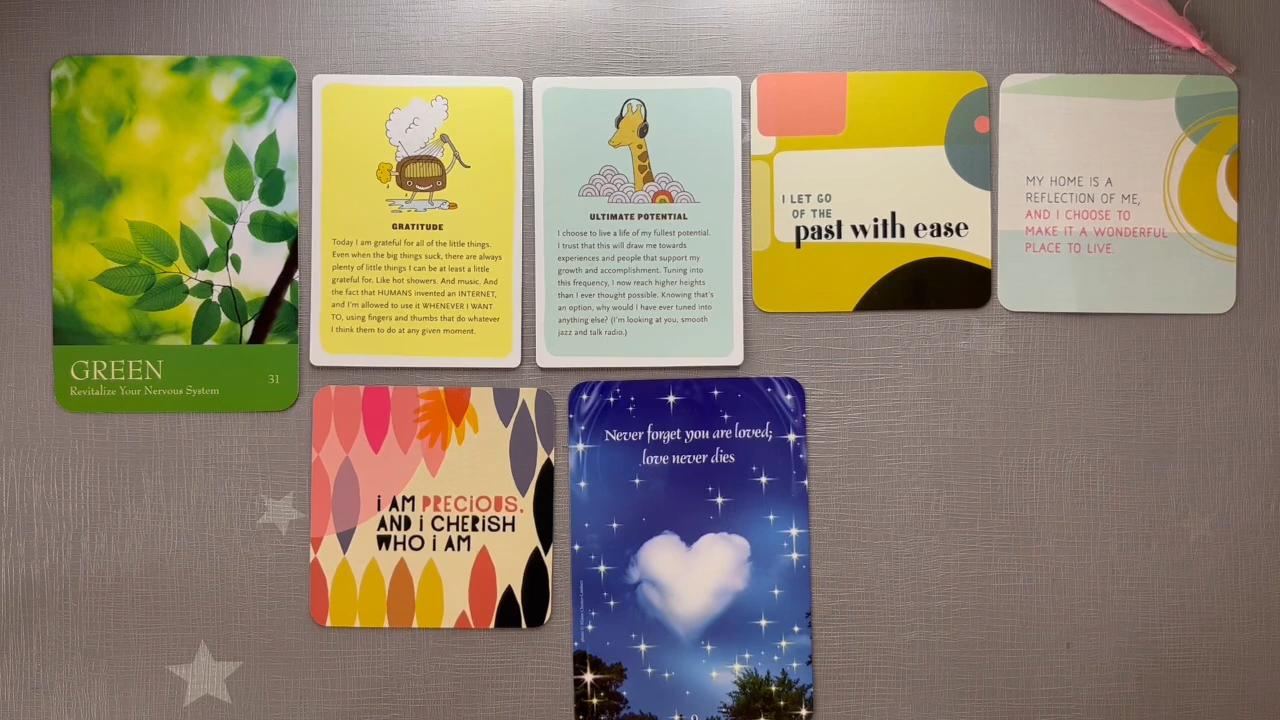 GREEN
Revitalize Your Nervous System
31
GRATITUDE
Today I am grateful for all of the little things.
Even when the big things suck, there are always
plenty of little things I can be at least a little
grateful for. Like hot showers. And music. And
the fact that HUMANS invented an INTERNET,
and I'm allowed to use it WHENEVER I WANT
TO, using fingers and thumbs that do whatever
I think them to do at any given moment.
ULTIMATE POTENTIAL
I choose to live a life of my fullest potential.
I trust that this will draw me towards
experiences and people that support my
growth and accomplishment. Tuning into
this frequency, I now reach higher heights
than I ever thought possible. Knowing that's
an option, why would I have ever tuned into
anything else? (I'm looking at you, smooth
jazz and talk radio.)
I LET GO
OF THE
past with ease
MY HOME IS A
REFLECTION OF ME,
AND I CHOOSE TO
MAKE IT A WONDERFUL
PLACE TO LIVE.
i AM PRECiOUS,
AND i CHERiSH
WHO i AM
Never forget you are loved;
love never dies